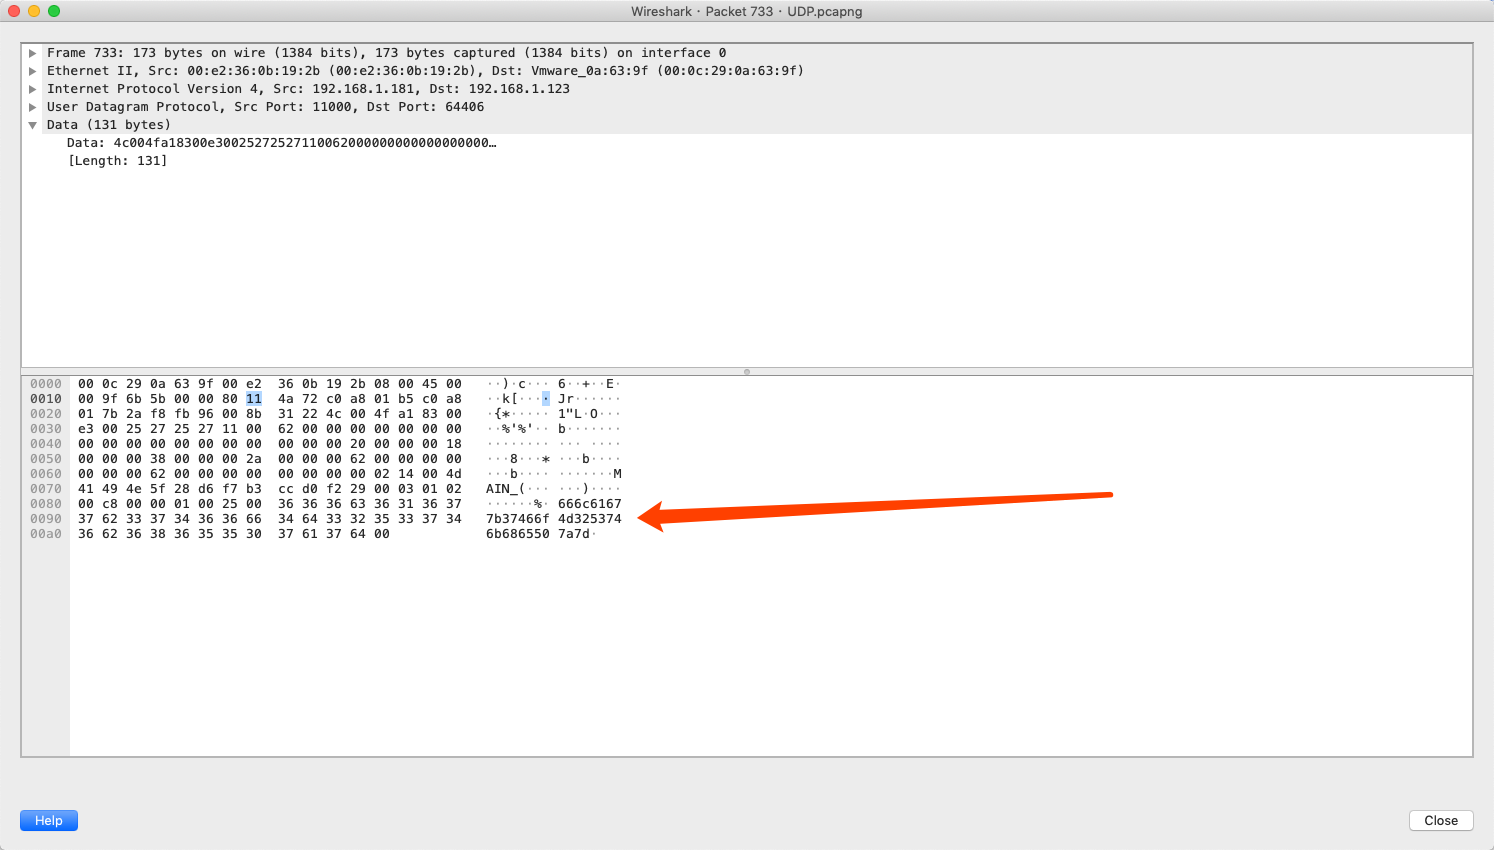 Wireshark · Packet 733 · UDP.pcapng
Frame 733: 173 bytes on wire (1384 bits), 173 bytes captured (1384 bits) on interface 0
Ethernet II, Src: 00:e2:36:0b:19:2b (00:e2:36:0b:19:2b), Dst: Vmware_0a:63:9f (00:0c:29:0a:63:9f)
Internet Protocol Version 4, Src: 192.168.1.181, Dst: 192.168.1.123
User Datagram Protocol, Src Port: 11000, Dst Port: 64406
Data (131 bytes)
Data: 4c004fa18300e300252725271100620000000000000000000…
[Length: 131]
0000 00 0c 29 0a 63 9f 00 e2 36 0b 19 2b 08 00 45 00 ··)·c··· 6··+··E·
0010 00 9f 6b 5b 00 00 80 11 4a 72 c0 a8 01 b5 c0 a8 ··k[···· Jr······
0020 01 7b 2a f8 fb 96 00 8b 31 22 4c 00 4f a1 83 00 ·{*····· 1"L·O···
0030 e3 00 25 27 25 27 11 00 62 00 00 00 00 00 00 00 ··%'%'·· b·······
0040 00 00 00 00 00 00 00 00 00 00 00 20 00 00 00 18 ········ ··· ····
0050 00 00 00 38 00 00 00 2a 00 00 00 62 00 00 00 00 ···8···* ···b····
0060 00 00 00 62 00 00 00 00 00 00 00 00 02 14 00 4d ···b···· ·······M
0070 41 49 4e 5f 28 d6 f7 b3 cc d0 f2 29 00 03 01 02 AIN_(··· ···)····
0080 00 c8 00 00 01 00 25 00 36 36 36 63 36 31 36 37 ······%· 666c6167
0090 37 62 33 37 34 36 36 66 34 64 33 32 35 33 37 34 7b37466f 4d325374
00a0 36 62 36 38 36 35 35 30 37 61 37 64 00 6b686550 7a7d·
Help
Close